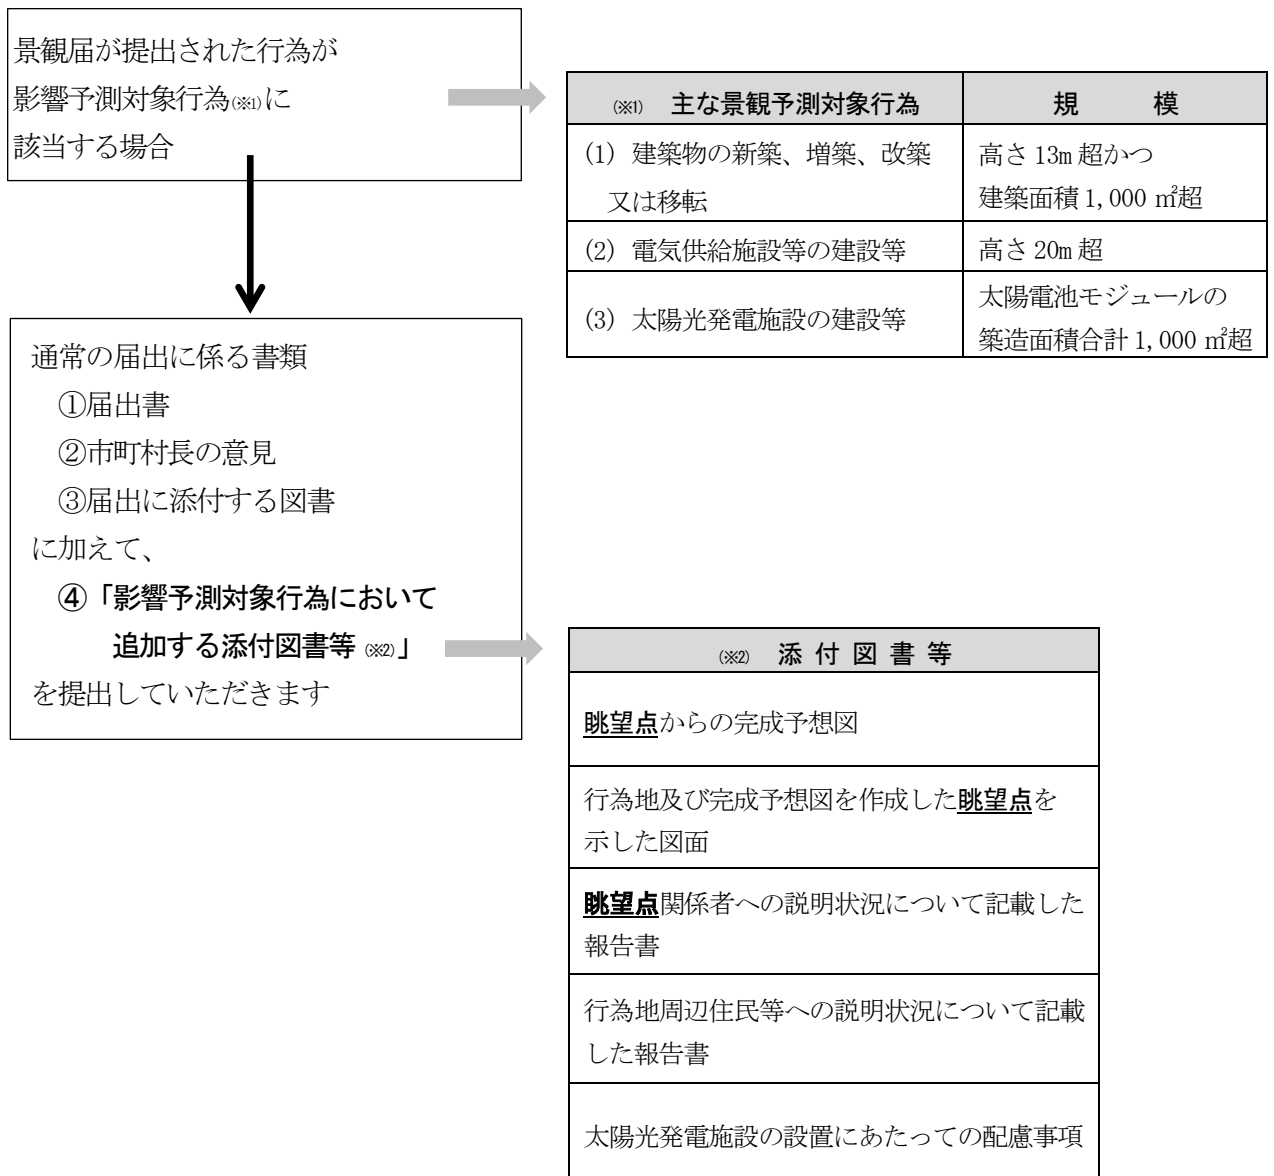 景観届が提出された行為が
影響予測対象行為(※1)に
該当する場合
(※1) 主な景観予測対象行為 規 模
(1) 建築物の新築、増築、改築
又は移転
高さ 13m 超かつ
建築面積 1,000 ㎡超
(2) 電気供給施設等の建設等 高さ 20m 超
(3) 太陽光発電施設の建設等
太陽電池モジュールの
築造面積合計 1,000 ㎡超
通常の届出に係る書類
①届出書
②市町村長の意見
③届出に添付する図書
に加えて、
④「影響予測対象行為において
追加する添付図書等 (※2)」
を提出していただきます
(※2) 添 付 図 書 等
眺望点からの完成予想図
行為地及び完成予想図を作成した眺望点を
示した図面
眺望点関係者への説明状況について記載した
報告書
行為地周辺住民等への説明状況について記載
した報告書
太陽光発電施設の設置にあたっての配慮事項